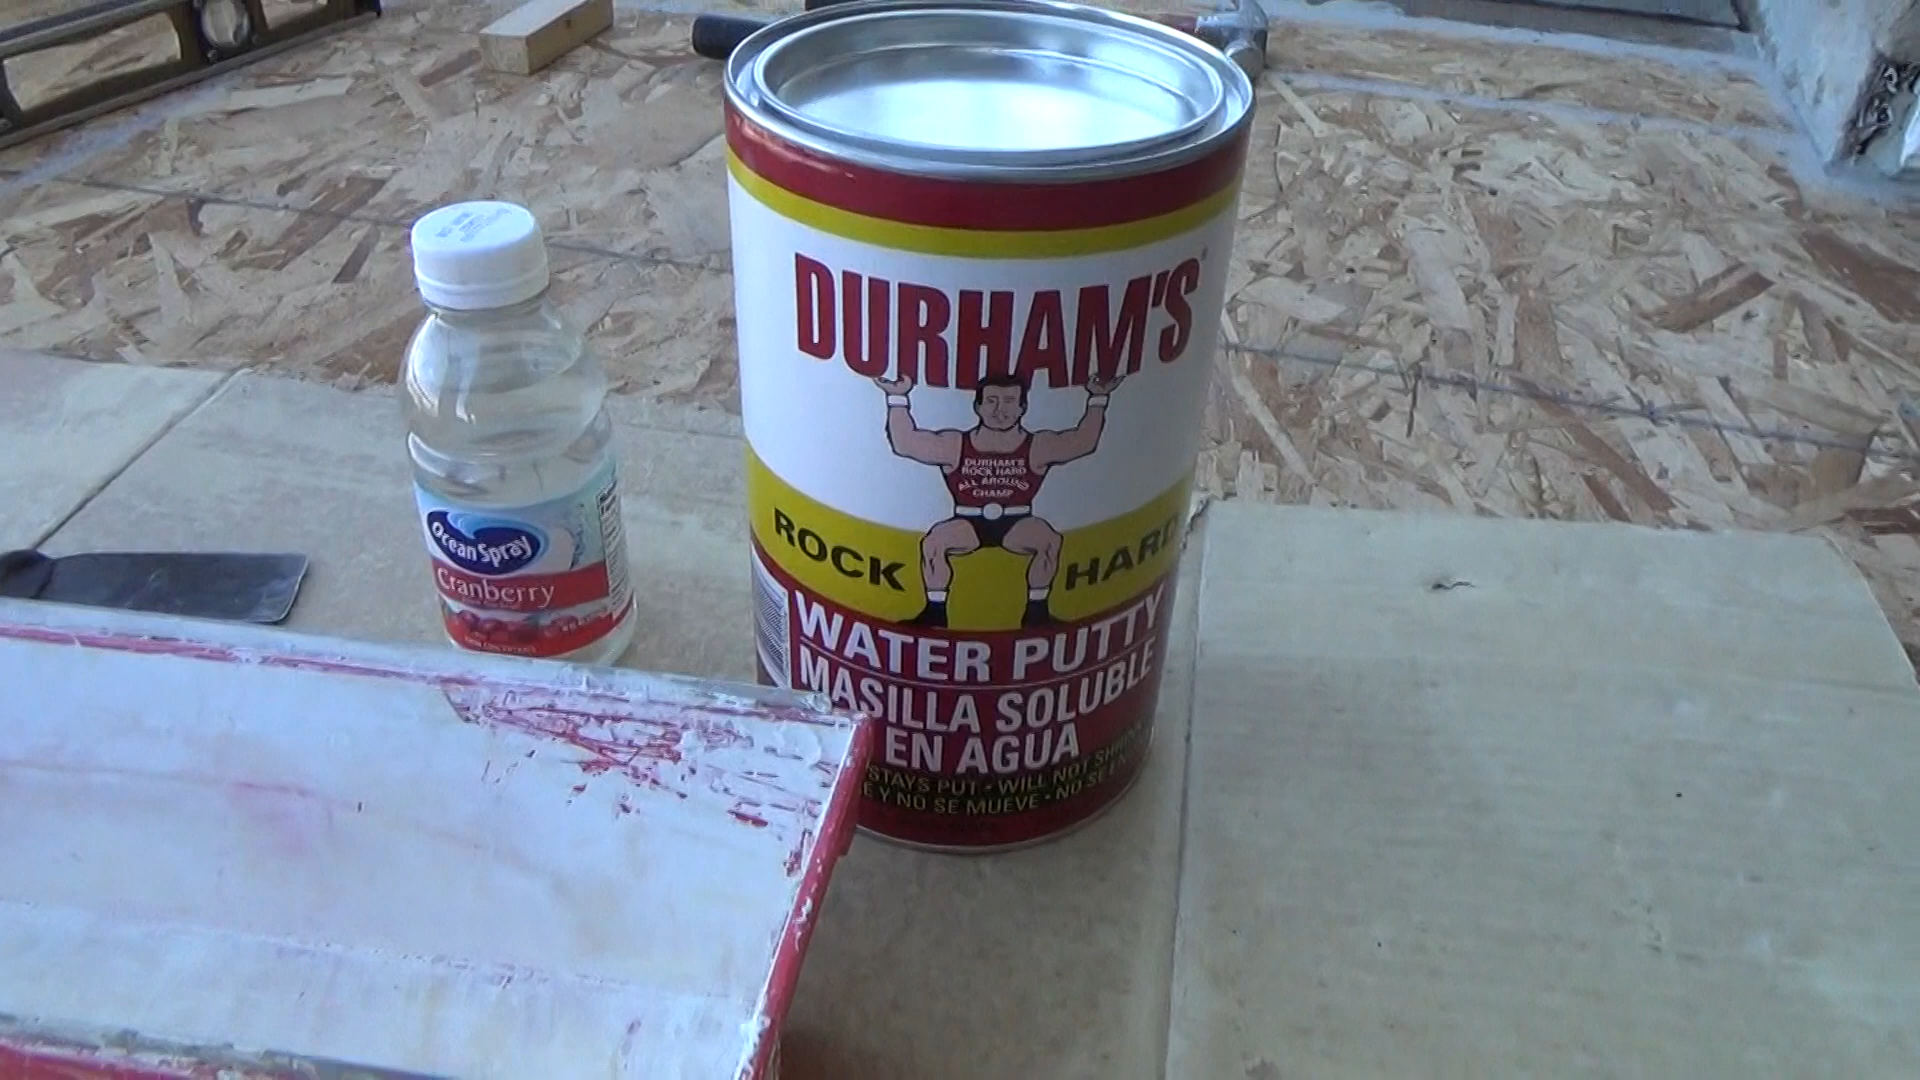 DURHAM'S
DURHAM'S
ROCK HARD
ALL AROUND
CHAMP
ROCK HARD
WATER PUTTY
MASILLA SOLUBLE
EN AGUA
STAYS PUT • WILL NOT
Y NO SE MUEVE • NO SE
Ocean Spray
Cranberry